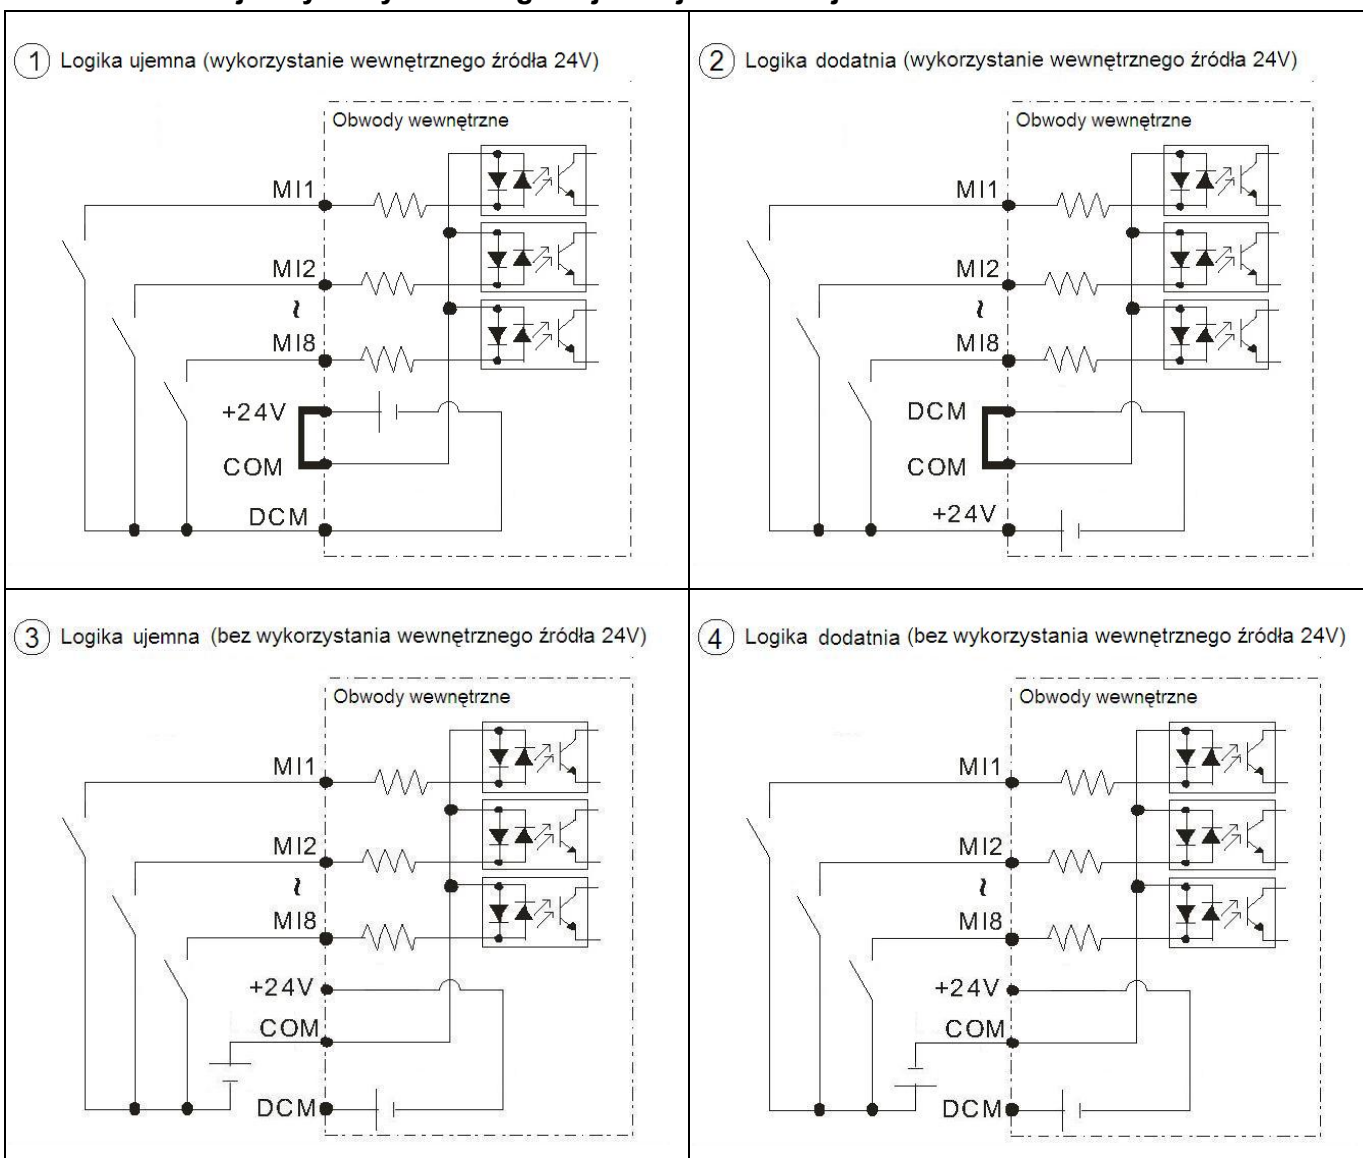 1 Logika ujemna (wykorzystanie wewnętrznego źródła 24V)
Obwody wewnętrzne
MI1
MI2
~
MI8
+24V
COM
DCM
2 Logika dodatnia (wykorzystanie wewnętrznego źródła 24V)
Obwody wewnętrzne
MI1
MI2
~
MI8
DCM
COM
+24V
3 Logika ujemna (bez wykorzystania wewnętrznego źródła 24V)
Obwody wewnętrzne
MI1
MI2
~
MI8
+24V
COM
DCM
4 Logika dodatnia (bez wykorzystania wewnętrznego źródła 24V)
Obwody wewnętrzne
MI1
MI2
~
MI8
+24V
COM
DCM